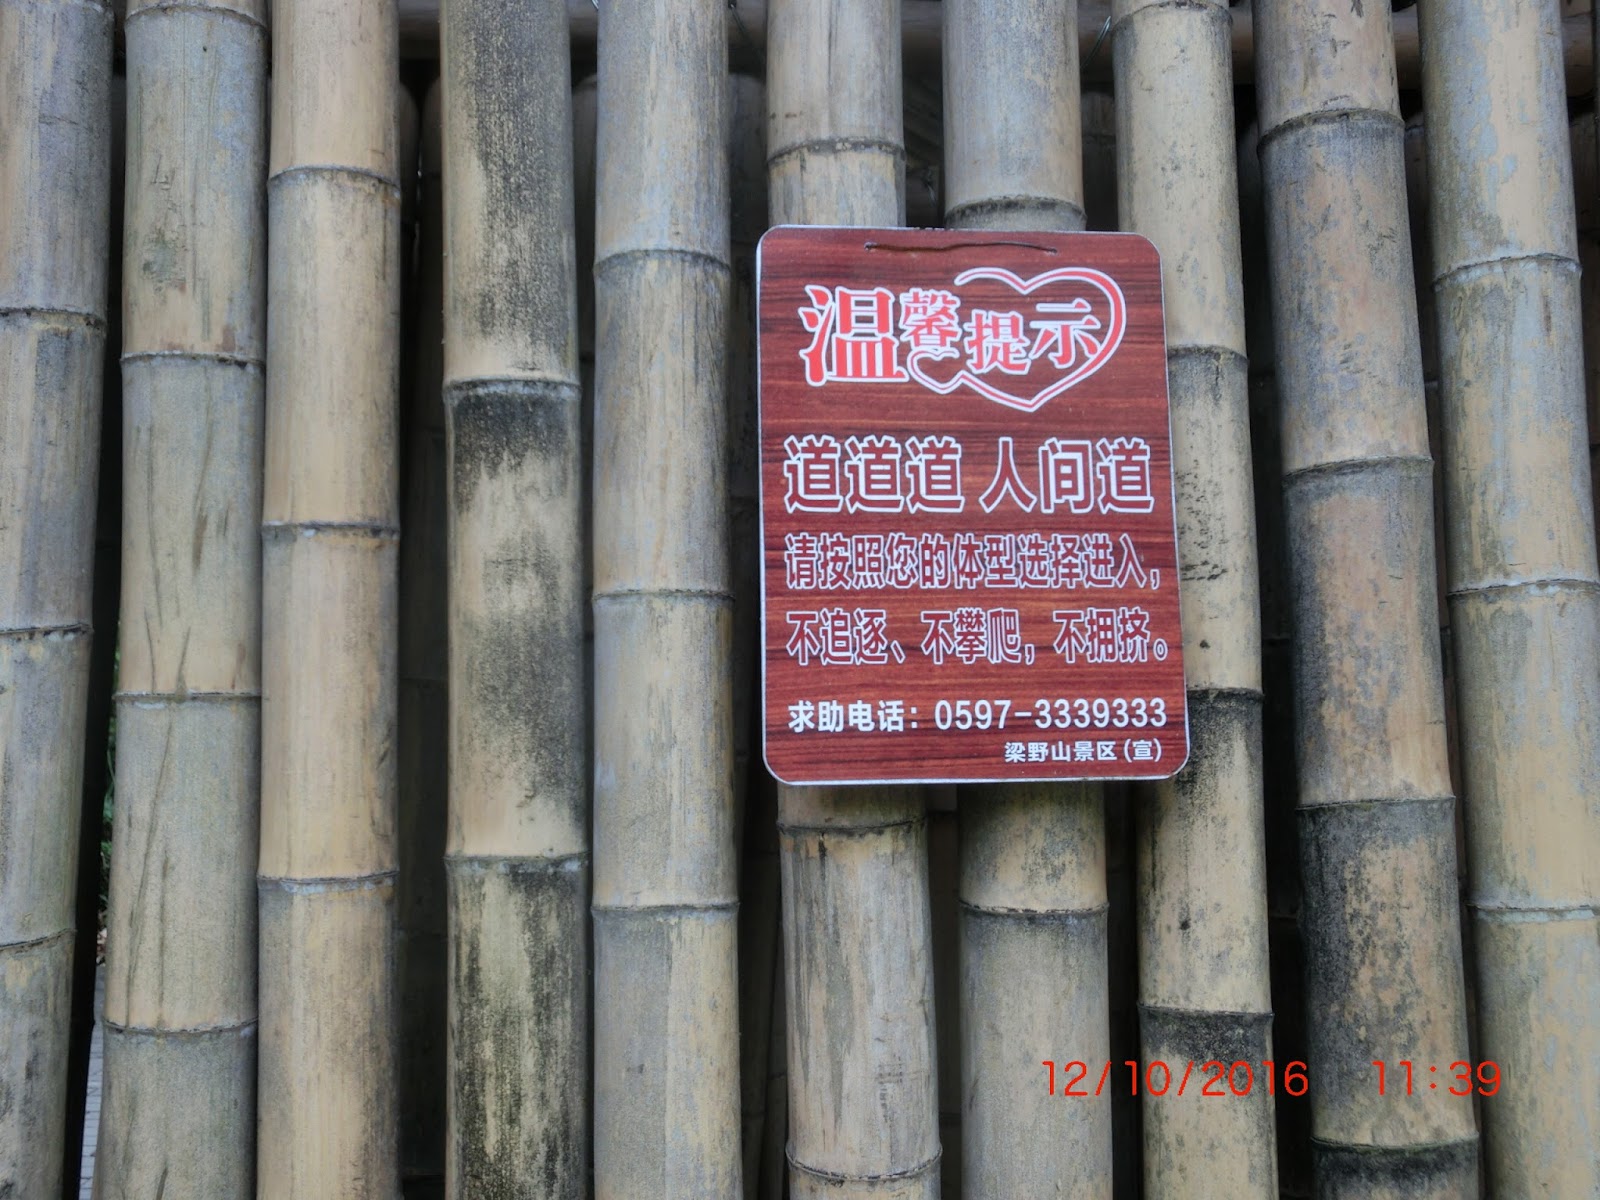 温馨提示
道道道 人间道
请按照您的体型选择进入,
不追逐、不攀爬,不拥挤。
求助电话：0597-3339333
梁野山景区(宣)
12/10/2016 11:39